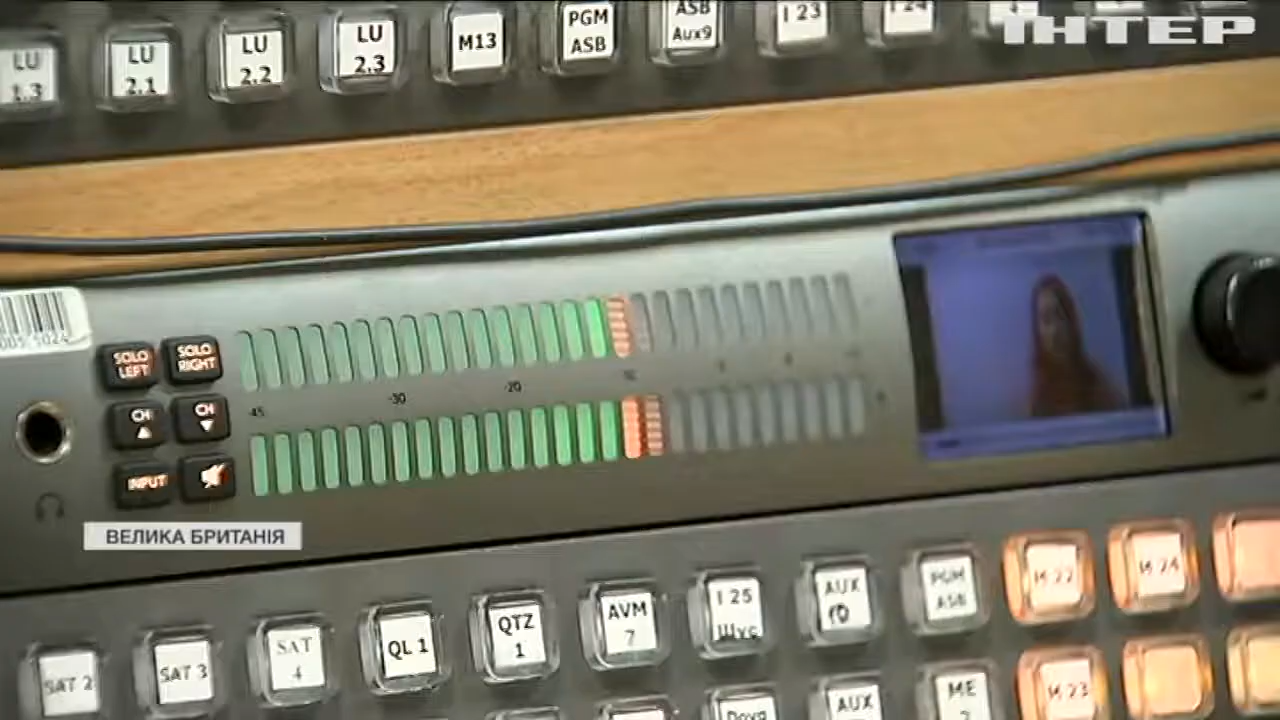 ІНТЕР
LU
1.3
LU
2.1
LU
2.2
LU
2.3
M13
PGM
ASB
ASB
Aux9
I 23
I 24
005 5024
SOLO
LEFT
SOLO
RIGHT
CH
CH
INPUT
-45
-30
-20
ВЕЛИКА БРИТАНІЯ
SAT 2
SAT 3
SAT
4
QL 1
QTZ
1
AVM
7
I 25
AUX
10
PGM
ASB
M 22
M 24
AUX
ME
2
M 23